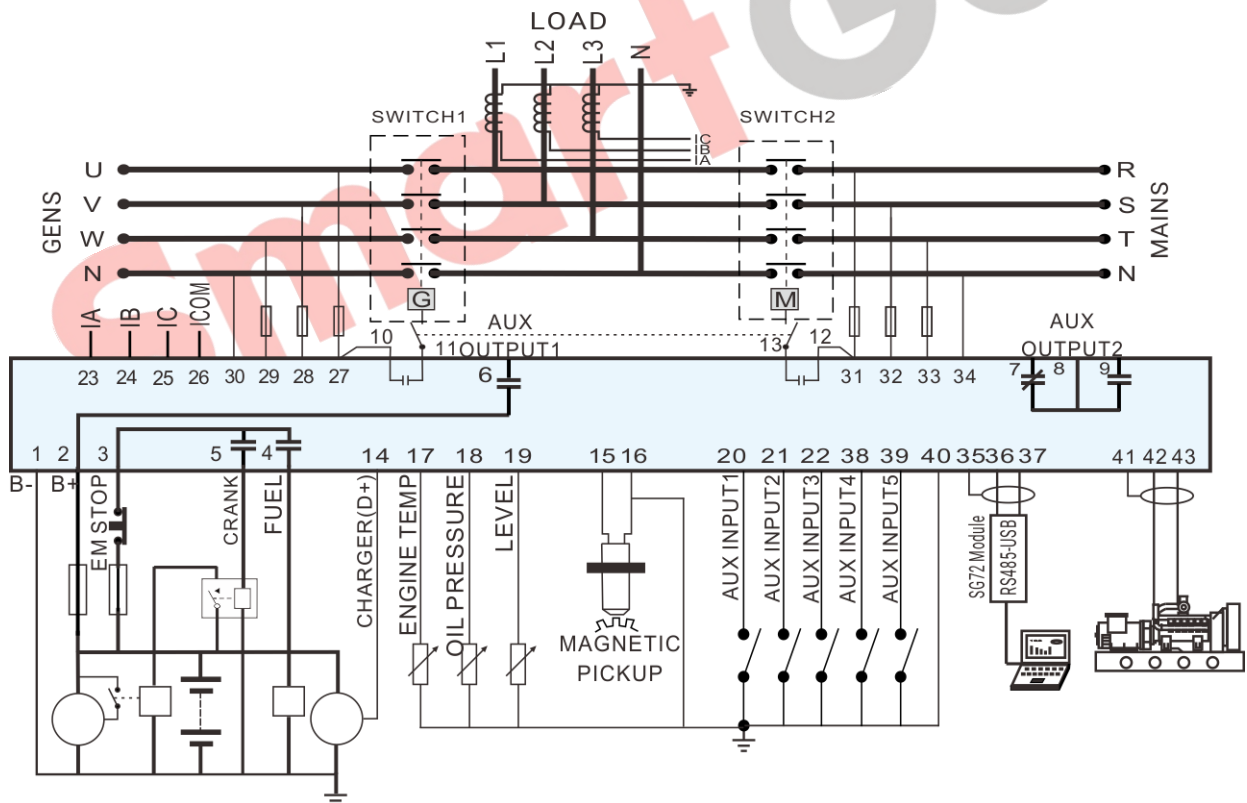 SmartG
LOAD
L1
L2
L3
N
SWITCH1
SWITCH2
IC
IB
IA
GENS
U
V
W
N
R
S
T
N
MAINS
G
M
IA
IB
IC
ICOM
10
11
AUX
OUTPUT1
13
12
AUX
OUTPUT2
23
24
25
26
30
29
28
27
6
31
32
33
34
7
8
9
1
2
3
5
4
14
17
18
19
15
16
20
21
22
38
39
40
35
36
37
41
42
43
B-
B+
EM STOP
CRANK
FUEL
CHARGER(D+)
ENGINE TEMP
OIL PRESSURE
LEVEL
MAGNETIC
PICKUP
AUX INPUT1
AUX INPUT2
AUX INPUT3
AUX INPUT4
AUX INPUT5
SG72 Module
RS485-USB